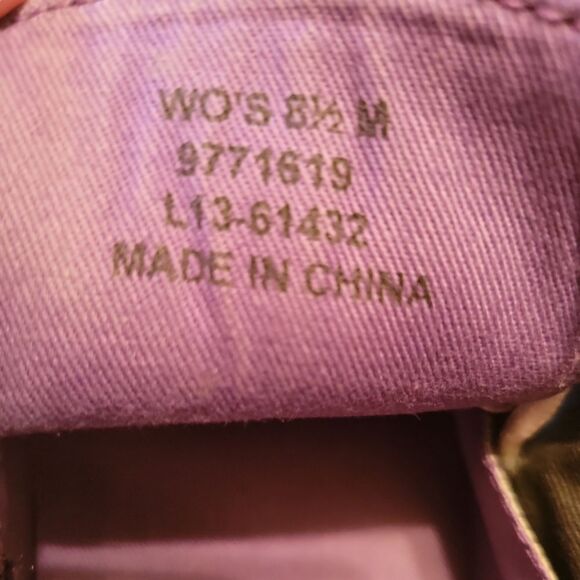 WO'S 8½ M
9771619
L13-61432
MADE IN CHINA